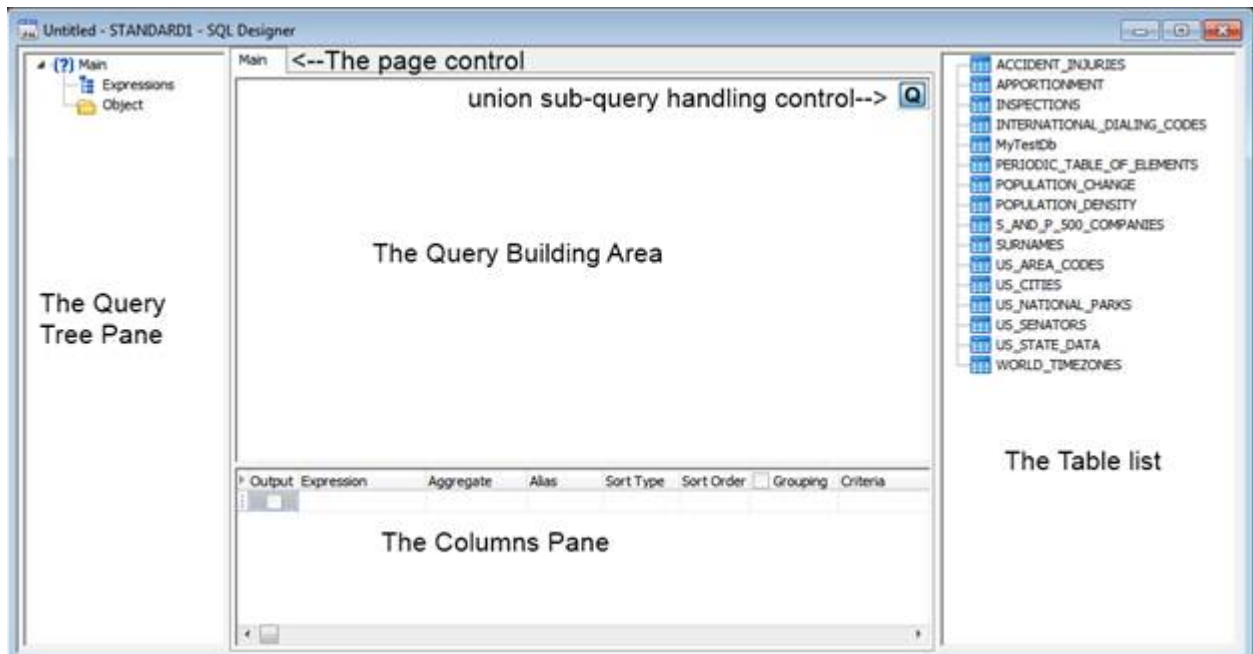 Untitled - STANDARD1 - SQL Designer
(?) Main
Expressions
Object
The Query
Tree Pane
Main
<--The page control
union sub-query handling control--> Q
The Query Building Area
Output Expression Aggregate Alias Sort Type Sort Order Grouping Criteria
The Columns Pane
ACCIDENT_INJURIES
APPORTIONMENT
INSPECTIONS
INTERNATIONAL_DIALING_CODES
MyTestDb
PERIODIC_TABLE_OF_ELEMENTS
POPULATION_CHANGE
POPULATION_DENSITY
S_AND_P_500_COMPANIES
SURNAMES
US_AREA_CODES
US_CITIES
US_NATIONAL_PARKS
US_SENATORS
US_STATE_DATA
WORLD_TIMEZONES
The Table list